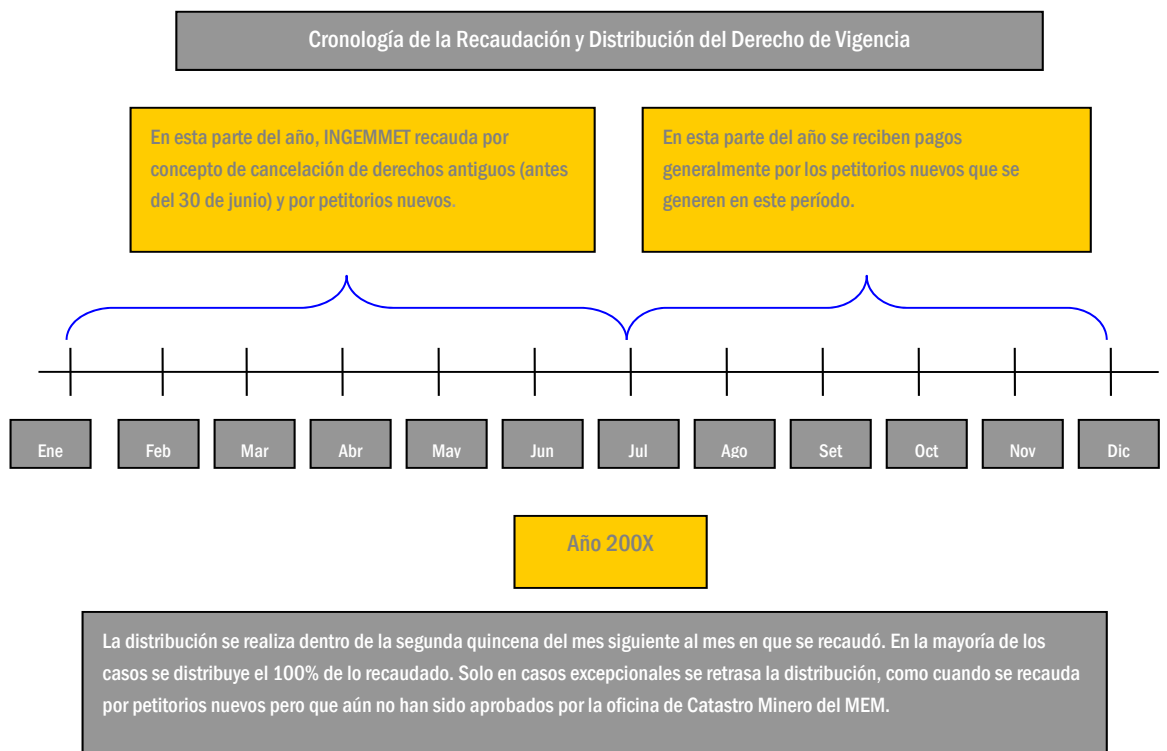 Cronología de la Recaudación y Distribución del Derecho de Vigencia
En esta parte del año, INGEMMET recauda por
concepto de cancelación de derechos antiguos (antes
del 30 de junio) y por petitorios nuevos.
En esta parte del año se reciben pagos
generalmente por los petitorios nuevos que se
generen en este período.
Ene Feb Mar Abr May Jun Jul Ago Set Oct Nov Dic
Año 200X
La distribución se realiza dentro de la segunda quincena del mes siguiente al mes en que se recaudó. En la mayoría de los
casos se distribuye el 100% de lo recaudado. Solo en casos excepcionales se retrasa la distribución, como cuando se recauda
por petitorios nuevos pero que aún no han sido aprobados por la oficina de Catastro Minero del MEM.